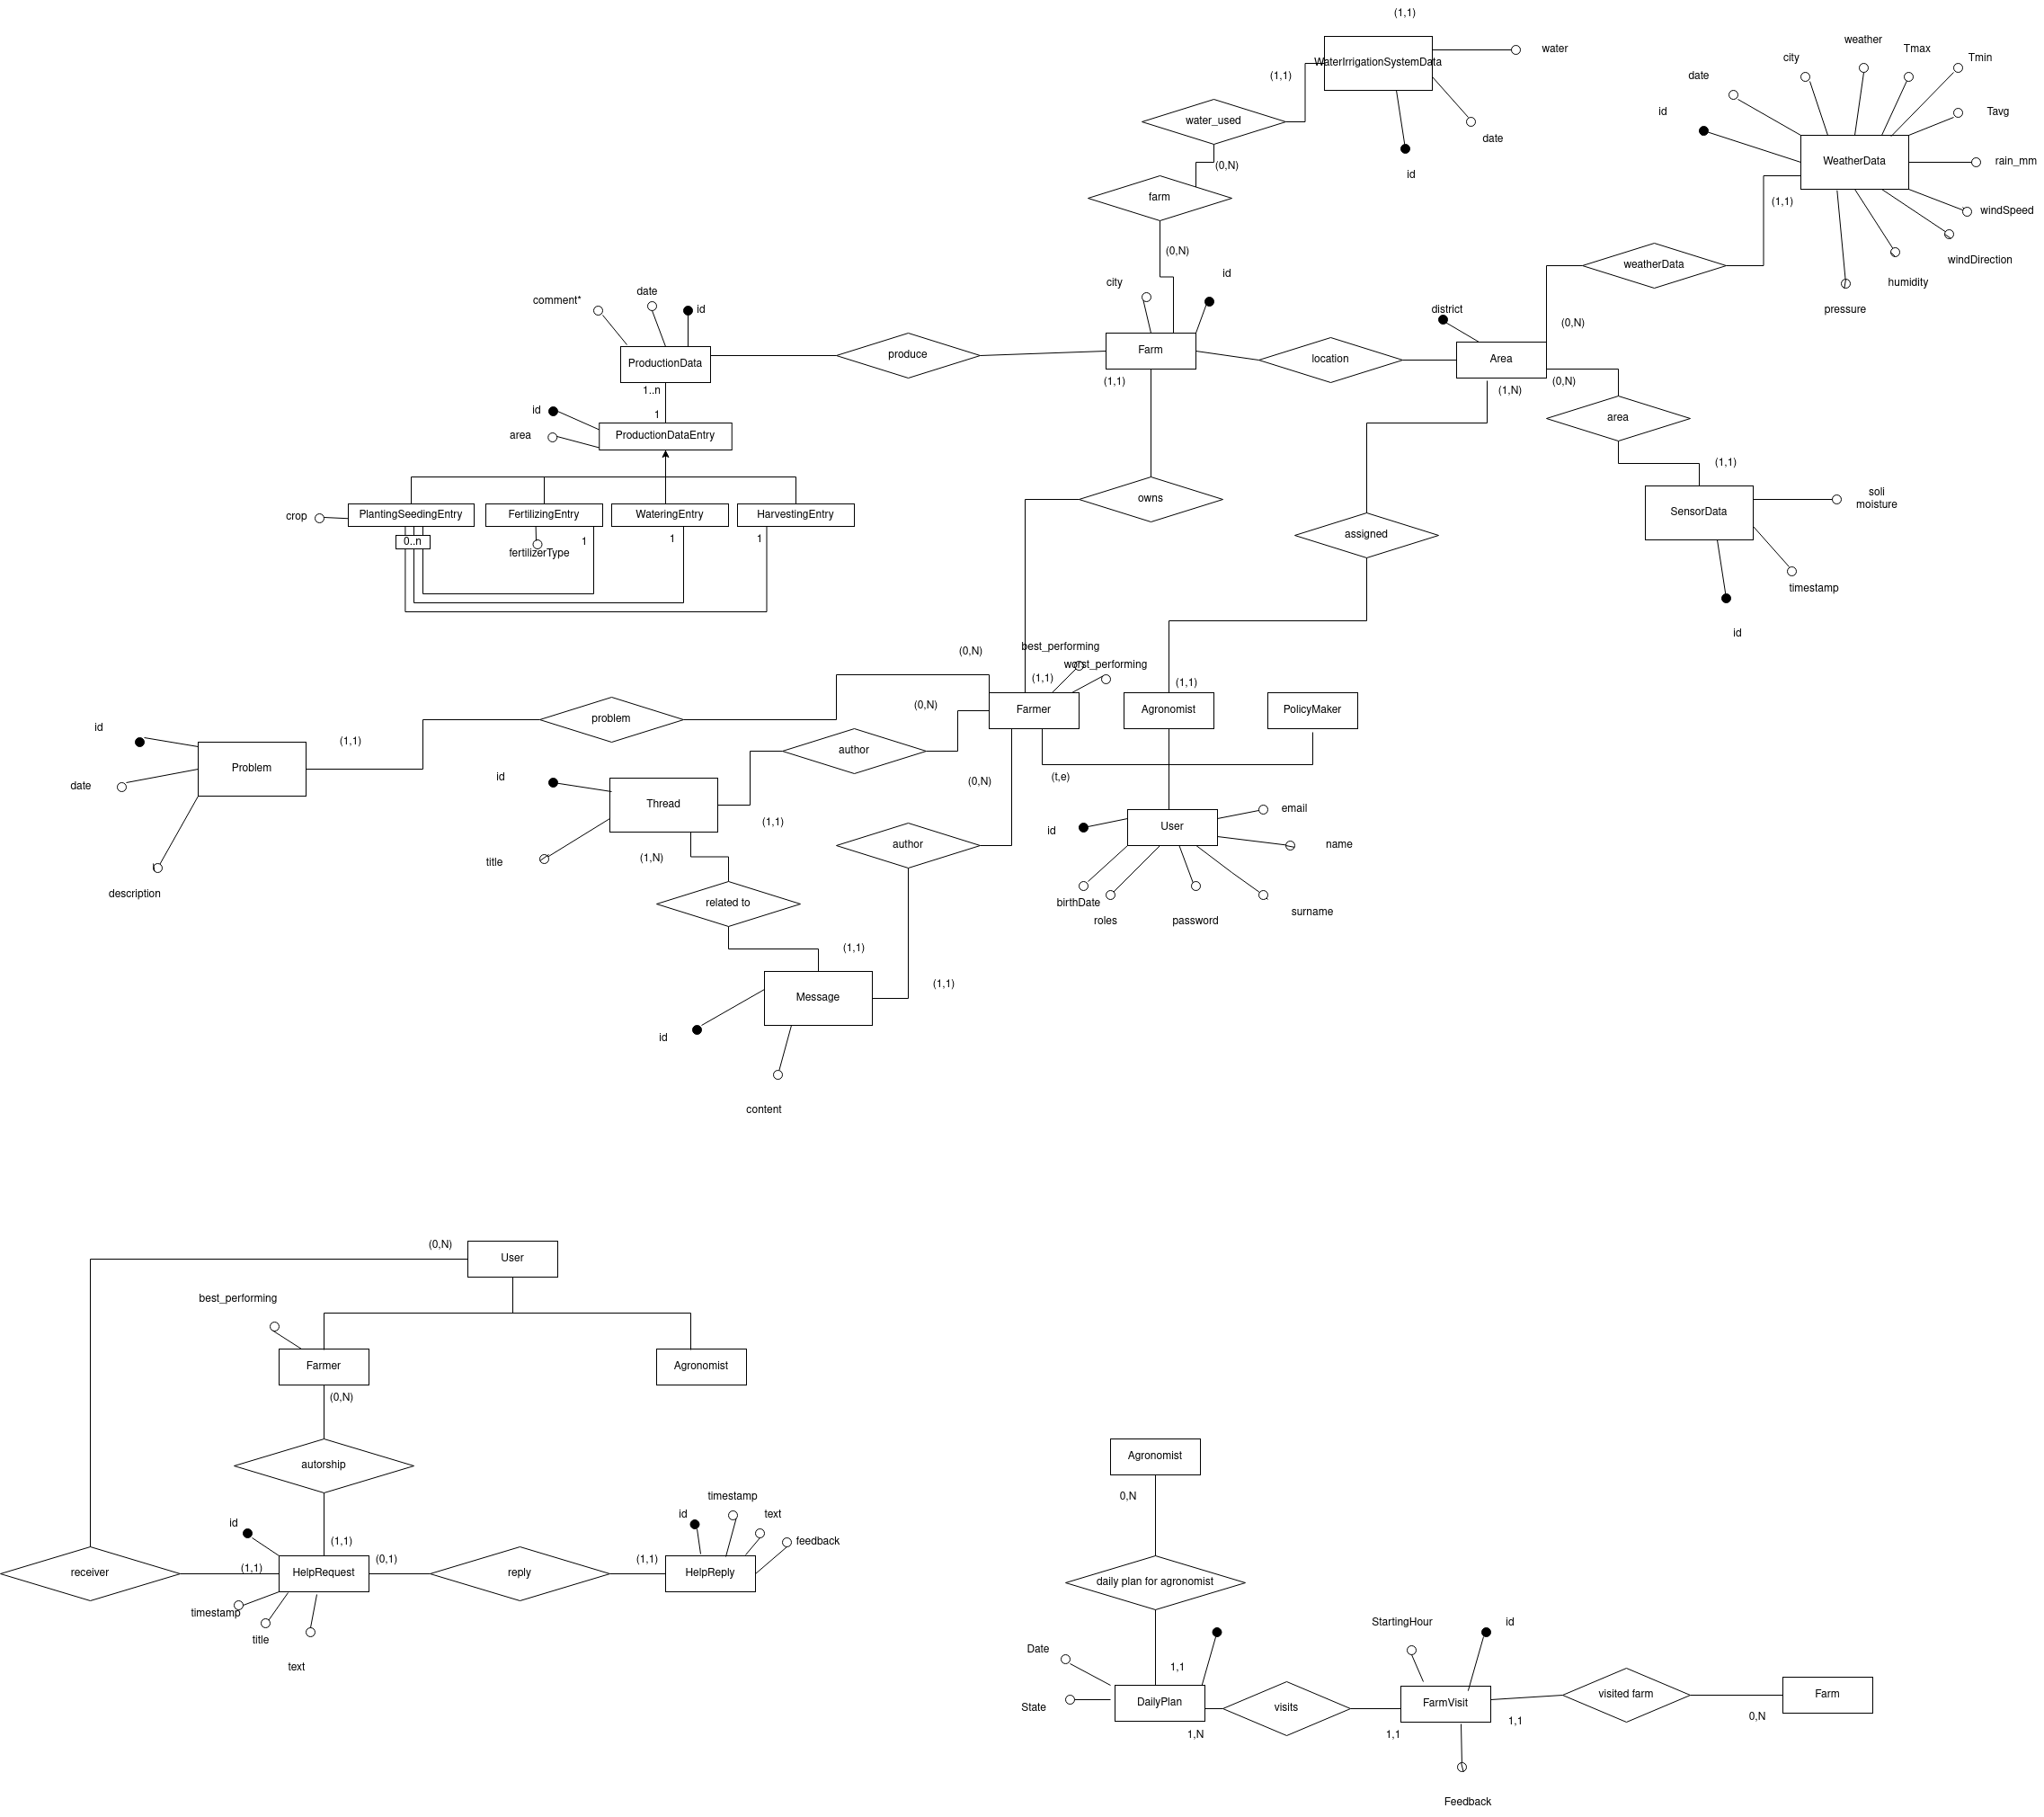 (1,1)
WaterIrrigationSystemData
water
(1,1)
date
id
water_used
(0,N)
farm
(0,N)
weather
Tmax
Tmin
city
date
id
Tavg
WeatherData
rain_mm
(1,1)
windSpeed
windDirection
humidity
pressure
weatherData
(0,N)
comment*
date
id
ProductionData
produce
city
id
Farm
(1,1)
location
district
Area
(1,N)
(0,N)
area
(1,1)
SensorData
soli
moisture
timestamp
id
1..n
1
id
area
ProductionDataEntry
crop
PlantingSeedingEntry
FertilizingEntry
WateringEntry
HarvestingEntry
0..n
fertilizerType
1
1
1
owns
assigned
(0,N)
best_performing
worst_performing
(1,1)
(1,1)
Farmer
Agronomist
PolicyMaker
(t,e)
problem
(0,N)
author
(0,N)
id
(1,1)
Problem
date
description
id
Thread
title
(1,1)
(1,N)
author
related to
(1,1)
(1,1)
Message
id
content
User
id
email
name
birthDate
roles
password
surname
(0,N)
User
best_performing
Farmer
Agronomist
(0,N)
autorship
id
(1,1)
(0,1)
receiver
(1,1)
HelpRequest
reply
(1,1)
HelpReply
timestamp
title
text
id
timestamp
text
feedback
Agronomist
0,N
daily plan for agronomist
Date
State
1,1
DailyPlan
1,N
visits
1,1
StartingHour
id
FarmVisit
1,1
visited farm
0,N
Farm
Feedback